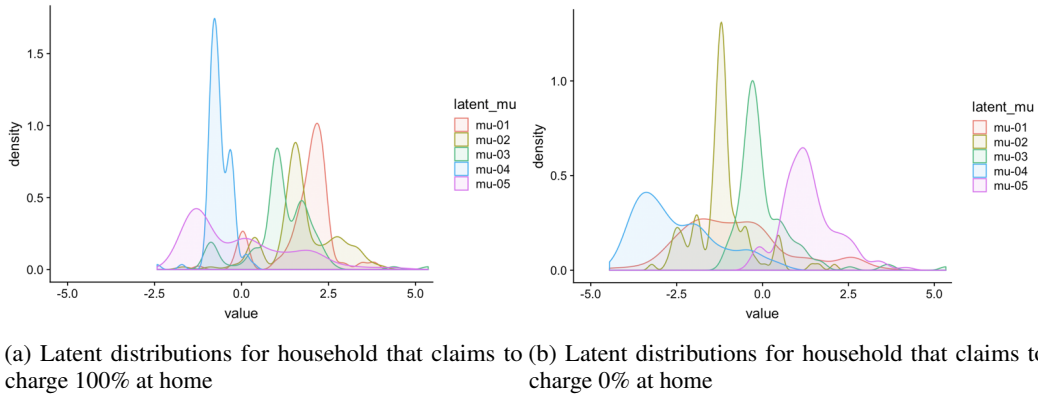 density
1.5
1.0
0.5
0.0
-5.0 -2.5 0.0 2.5 5.0
value
latent_mu
mu-01
mu-02
mu-03
mu-04
mu-05
density
1.0
0.5
0.0
-5.0 -2.5 0.0 2.5 5.0
value
latent_mu
mu-01
mu-02
mu-03
mu-04
mu-05
(a) Latent distributions for household that claims to
charge 100% at home
(b) Latent distributions for household that claims to
charge 0% at home